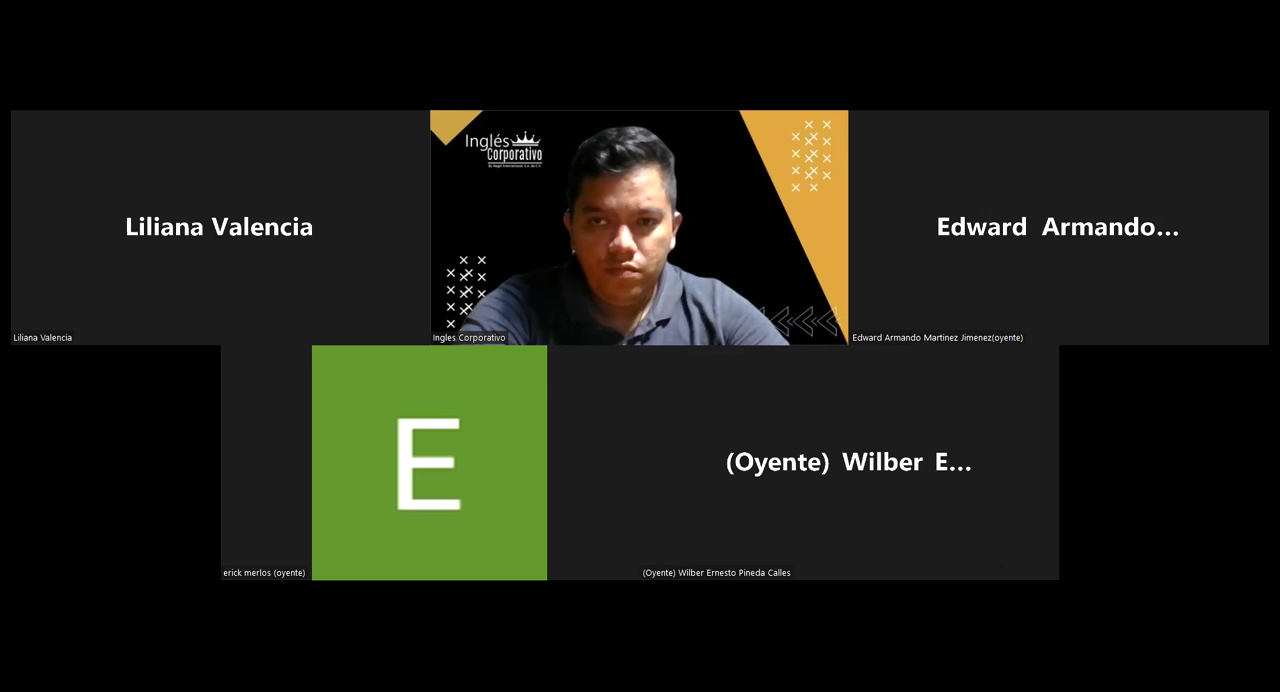 Liliana Valencia
Liliana Valencia
Inglés
Corporativo
Ingles Corporativo
Edward Armando...
Edward Armando Martinez Jimenez(oyente)
E
erick merlos (oyente)
(Oyente) Wilber E...
(Oyente) Wilber Ernesto Pineda Calles